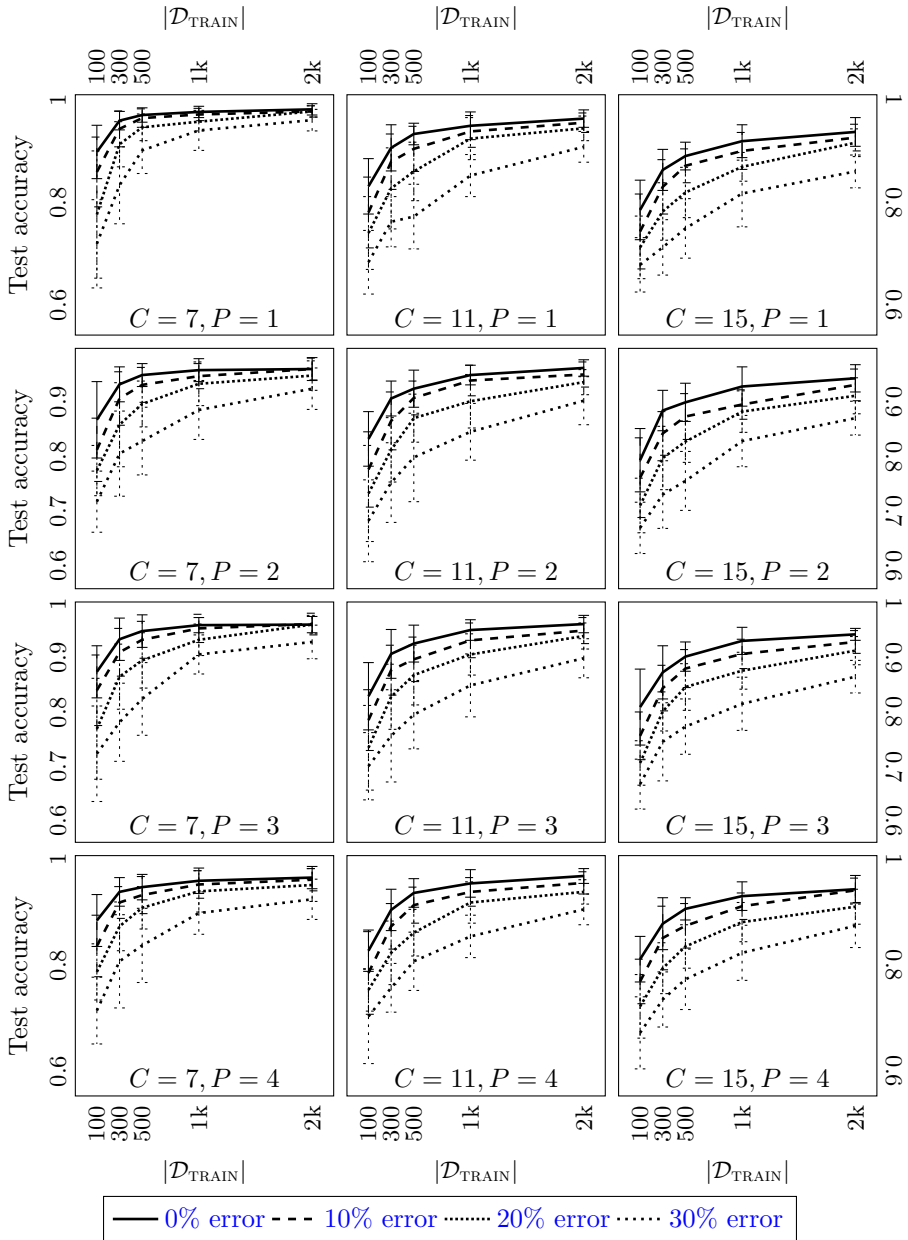 |𝒟TRAIN| |𝒟TRAIN| |𝒟TRAIN|
100 300 500 1k 2k 100 300 500 1k 2k 100 300 500 1k 2k
Test accuracy 0.6 0.8 1
C = 7, P = 1
C = 11, P = 1
C = 15, P = 1
0.6 0.8 1
Test accuracy 0.6 0.7 0.8 0.9
C = 7, P = 2
C = 11, P = 2
C = 15, P = 2
0.6 0.7 0.8 0.9
Test accuracy 0.6 0.7 0.8 0.9 1
C = 7, P = 3
C = 11, P = 3
C = 15, P = 3
0.6 0.7 0.8 0.9 1
Test accuracy 0.6 0.8 1
C = 7, P = 4
C = 11, P = 4
C = 15, P = 4
0.6 0.8 1
100 300 500 1k 2k 100 300 500 1k 2k 100 300 500 1k 2k
|𝒟TRAIN| |𝒟TRAIN| |𝒟TRAIN|
0% error 10% error 20% error 30% error